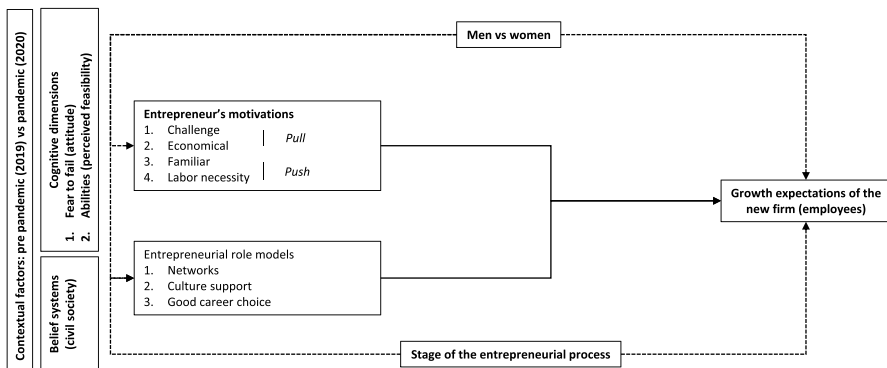 Contextual factors: pre pandemic (2019) vs pandemic (2020)
Cognitive dimensions
1. Fear to fail (attitude)
2. Abilities (perceived feasibility)
Belief systems
(civil society)
Men vs women
Entrepreneur's motivations
1. Challenge
2. Economical
Pull
3. Familiar
4. Labor necessity
Push
Entrepreneurial role models
1. Networks
2. Culture support
3. Good career choice
Growth expectations of the
new firm (employees)
Stage of the entrepreneurial process